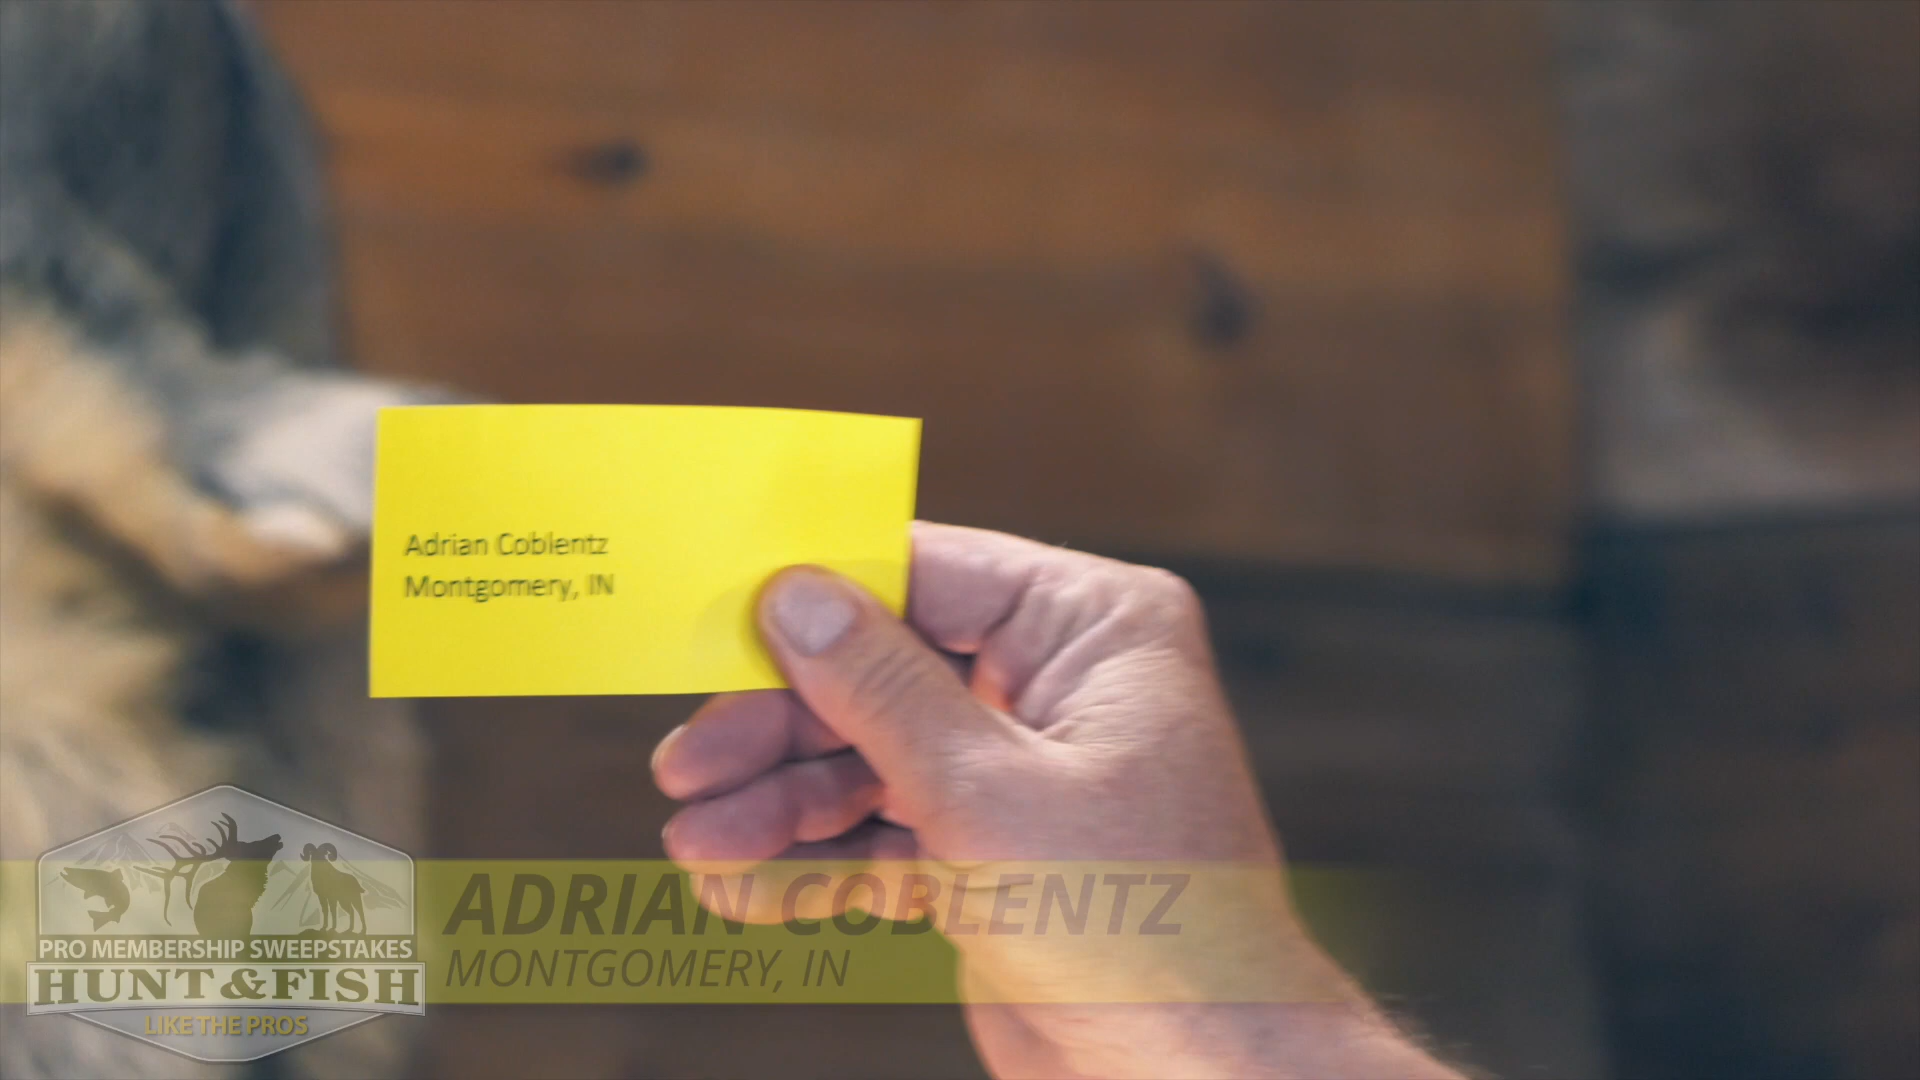 Adrian Coblentz
Montgomery, IN
ADRIAN COBLENTZ
MONTGOMERY, IN
PRO MEMBERSHIP SWEEPSTAKES
HUNT&FISH
LIKE THE PROS